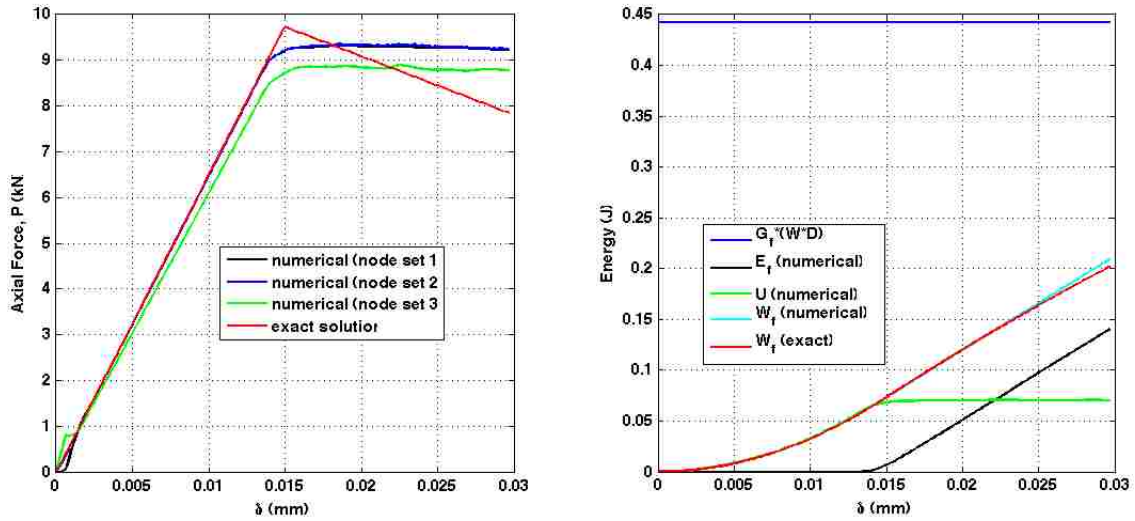 10
9
8
7
6
5
4
3
2
1
0
Axial Force, P (kN
numerical (node set 1
numerical (node set 2
numerical (node set 3
exact solution
0
0.005
0.01
0.015
0.02
0.025
0.03
δ (mm)
0.45
0.4
0.35
0.3
0.25
0.2
0.15
0.1
0.05
0
Energy (J)
G_f*(W*D)
E_f (numerical)
U (numerical)
W_f (numerical)
W_f (exact)
0
0.005
0.01
0.015
0.02
0.025
0.03
δ (mm)